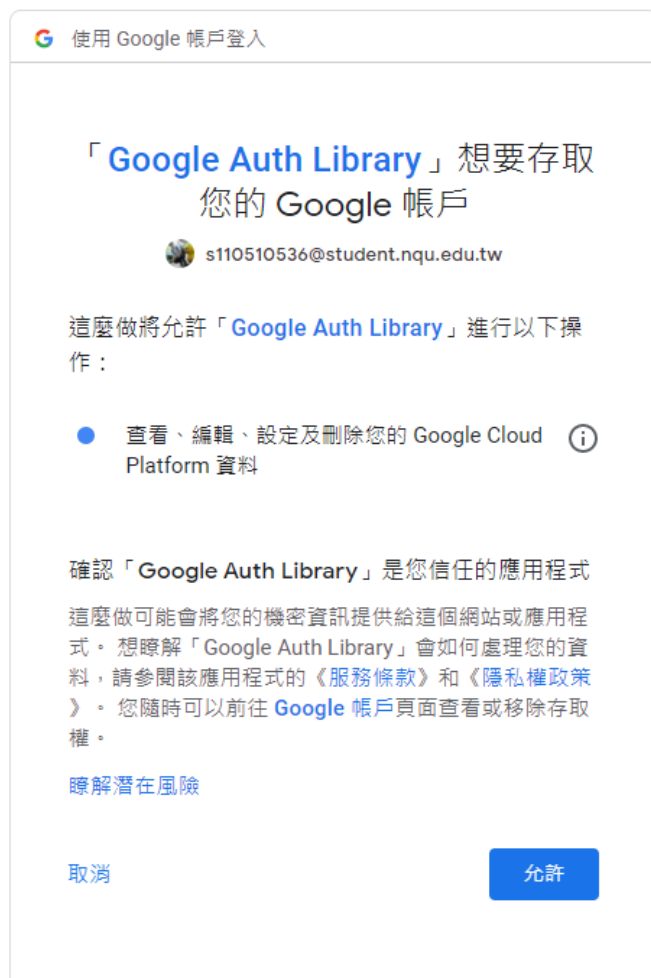 使用 Google 帳戶登入
「Google Auth Library」想要存取
您的 Google 帳戶
s110510536@student.nqu.edu.tw
這麼做將允許「Google Auth Library」進行以下操
作：
查看、編輯、設定及刪除您的 Google Cloud
Platform 資料
確認「Google Auth Library」是您信任的應用程式
這麼做可能會將您的機密資訊提供給這個網站或應用程
式。 想瞭解「Google Auth Library」會如何處理您的資
料，請參閱該應用程式的《服務條款》和《隱私權政策
》。 您隨時可以前往 Google 帳戶頁面查看或移除存取
權。
瞭解潛在風險
取消
允許